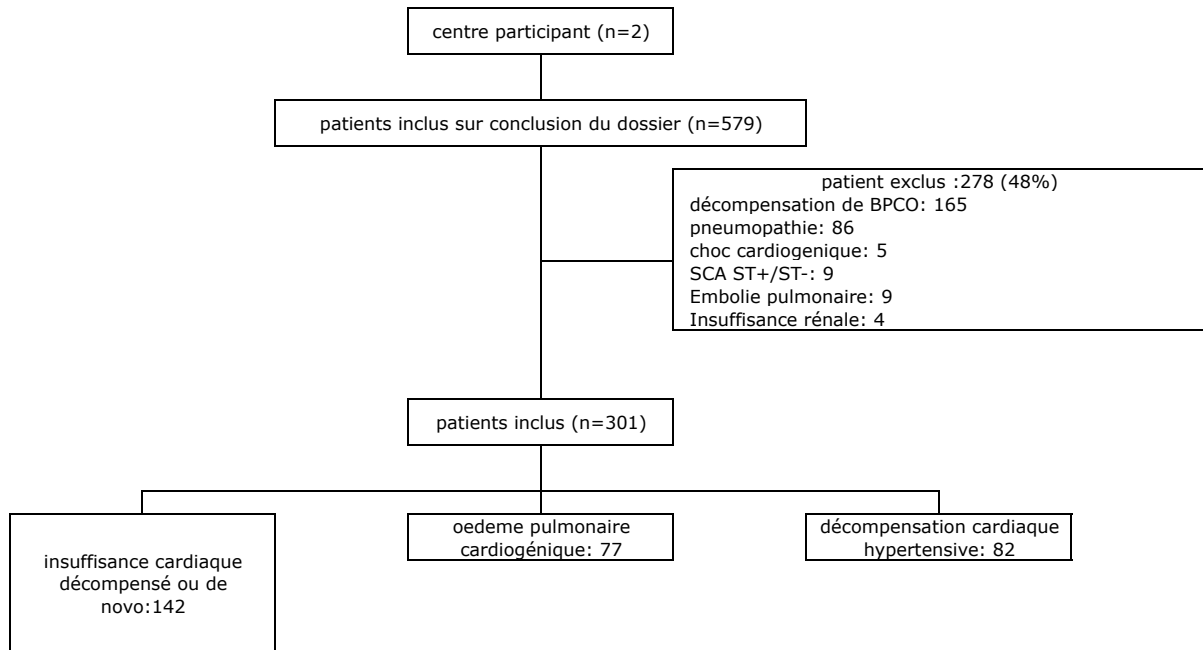 centre participant (n=2)
patients inclus sur conclusion du dossier (n=579)
patient exclus :278 (48%)
décompensation de BPCO: 165
pneumopathie: 86
choc cardiogenique: 5
SCA ST+/ST-: 9
Embolie pulmonaire: 9
Insuffisance rénale: 4
patients inclus (n=301)
insuffisance cardiaque
décompensé ou de
novo:142
oedeme pulmonaire
cardiogénique: 77
décompensation cardiaque
hypertensive: 82